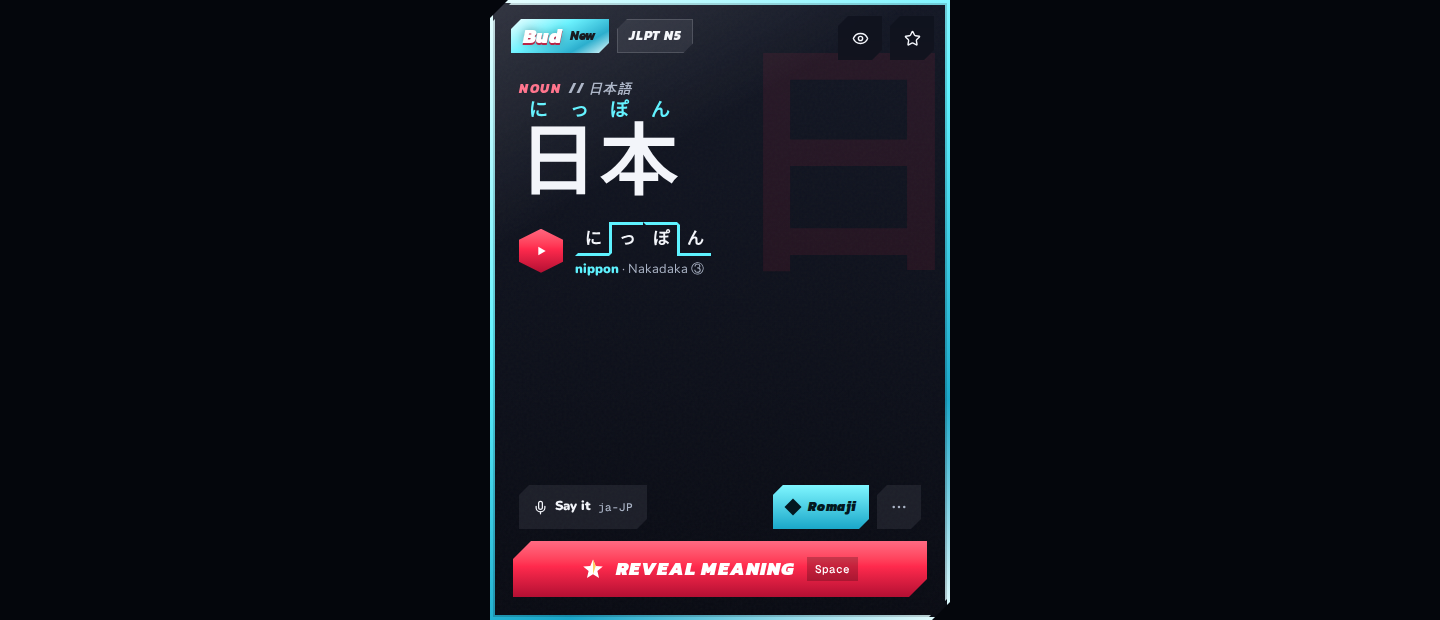 Bud New JLPT N5
NOUN // 日本語
にっぽん
日本
日
にっぽん
nippon · Nakadaka ③
Say it ja-JP
Romaji
REVEAL MEANING Space